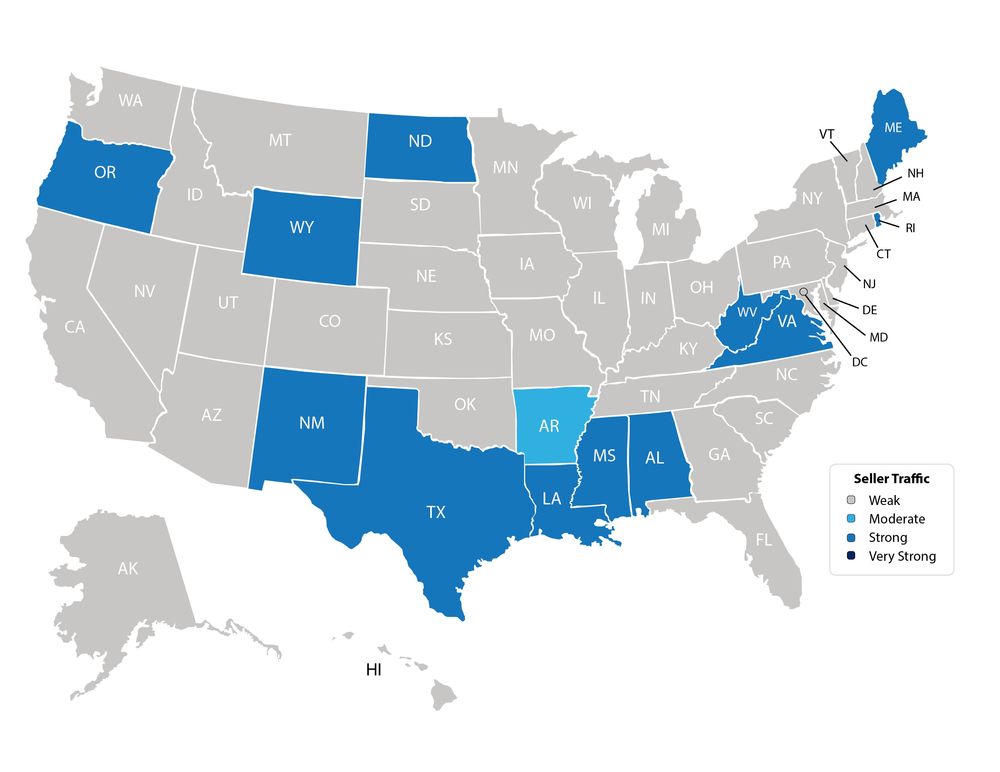 WA
MT
ND
MN
ME
VT
OR
ID
SD
WI
MI
NY
NH
MA
RI
CT
WY
NE
IA
PA
NJ
NV
UT
CO
KS
MO
IL
IN
OH
WV
VA
DE
MD
DC
CA
KY
NC
AZ
NM
OK
AR
TN
SC
MS
AL
GA
TX
LA
FL
AK
HI
Seller Traffic
Weak
Moderate
Strong
Very Strong